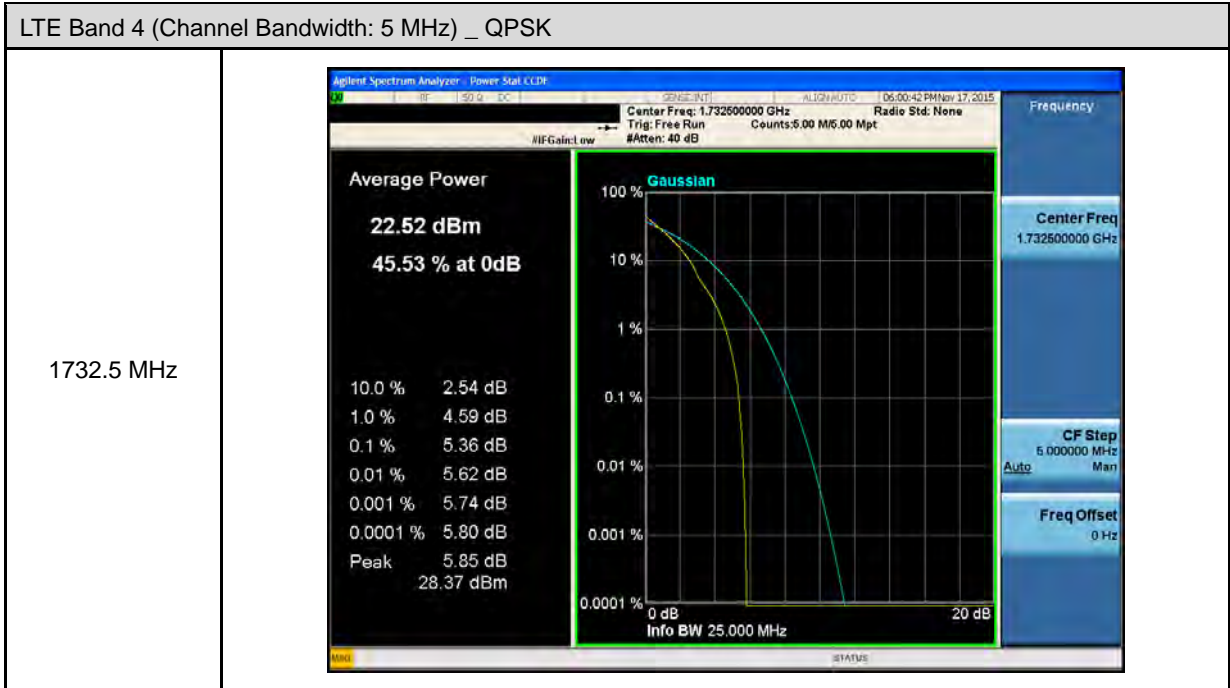 LTE Band 4 (Channel Bandwidth: 5 MHz) _ QPSK
1732.5 MHz
Agilent Spectrum Analyzer - Power Stat CCDF
RF 50 Ω DC SENSE:INT ALIGN AUTO 06:00:42 PM Nov 17, 2015
Center Freq: 1.732500000 GHz Radio Std: None
Trig: Free Run Counts:5.00 M/5.00 Mpt
#IFGain:Low #Atten: 40 dB
Average Power
22.52 dBm
45.53 % at 0dB
10.0 % 2.54 dB
1.0 % 4.59 dB
0.1 % 5.36 dB
0.01 % 5.62 dB
0.001 % 5.74 dB
0.0001 % 5.80 dB
Peak 5.85 dB
28.37 dBm
Gaussian
100 %
10 %
1 %
0.1 %
0.01 %
0.001 %
0.0001 %
0 dB 20 dB
Info BW 25.000 MHz
Frequency
Center Freq
1.732500000 GHz
CF Step
5.000000 MHz
Auto Man
Freq Offset
0 Hz
MSG STATUS